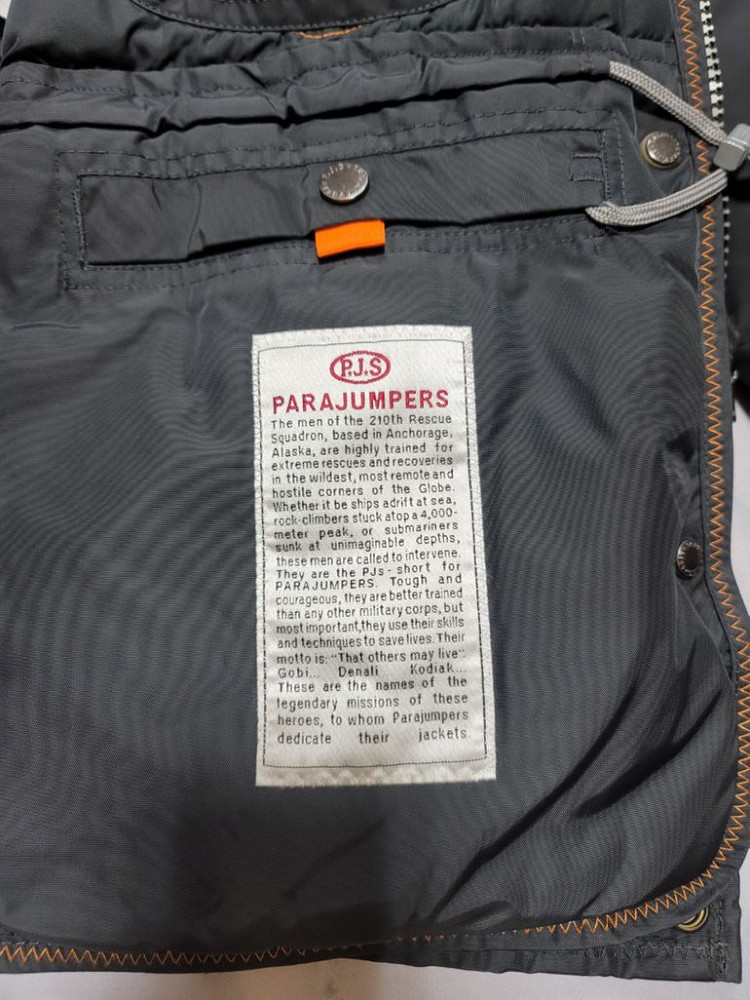 P.J.S
PARAJUMPERS
The men of the 210th Rescue
Squadron, based in Anchorage,
Alaska, are highly trained for
extreme rescues and recoveries
in the wildest, most remote and
hostile corners of the Globe.
Whether it be ships adrift at sea,
rock-climbers stuck atop a 4,000-
meter peak, or submariners
sunk at unimaginable depths,
these men are called to intervene.
They are the PJs - short for
PARAJUMPERS. Tough and
courageous, they are better trained
than any other military corps, but
most important,they use their skills
and techniques to save lives. Their
motto is: "That others may live".
Gobi... Denali Kodiak...
These are the names of the
legendary missions of these
heroes, to whom Parajumpers
dedicate their jackets